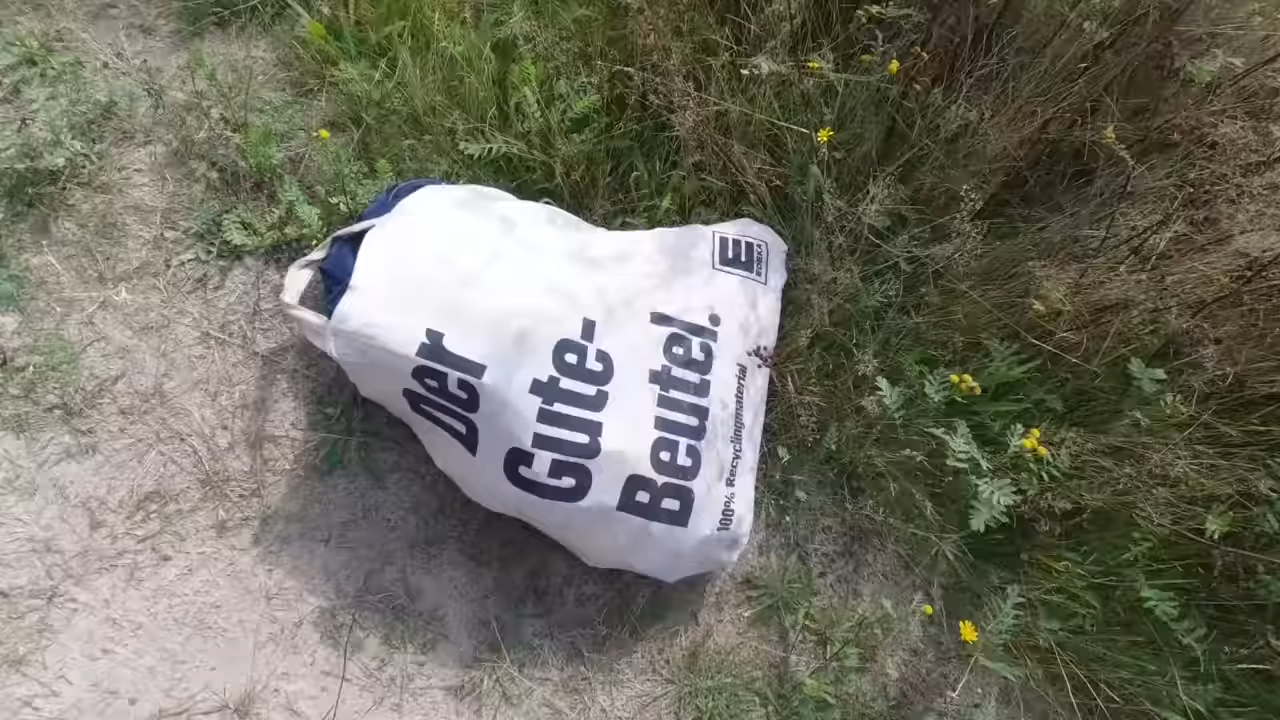 Der
Gute-
Beutel.
100% Recyclingmaterial
E
EDEKA